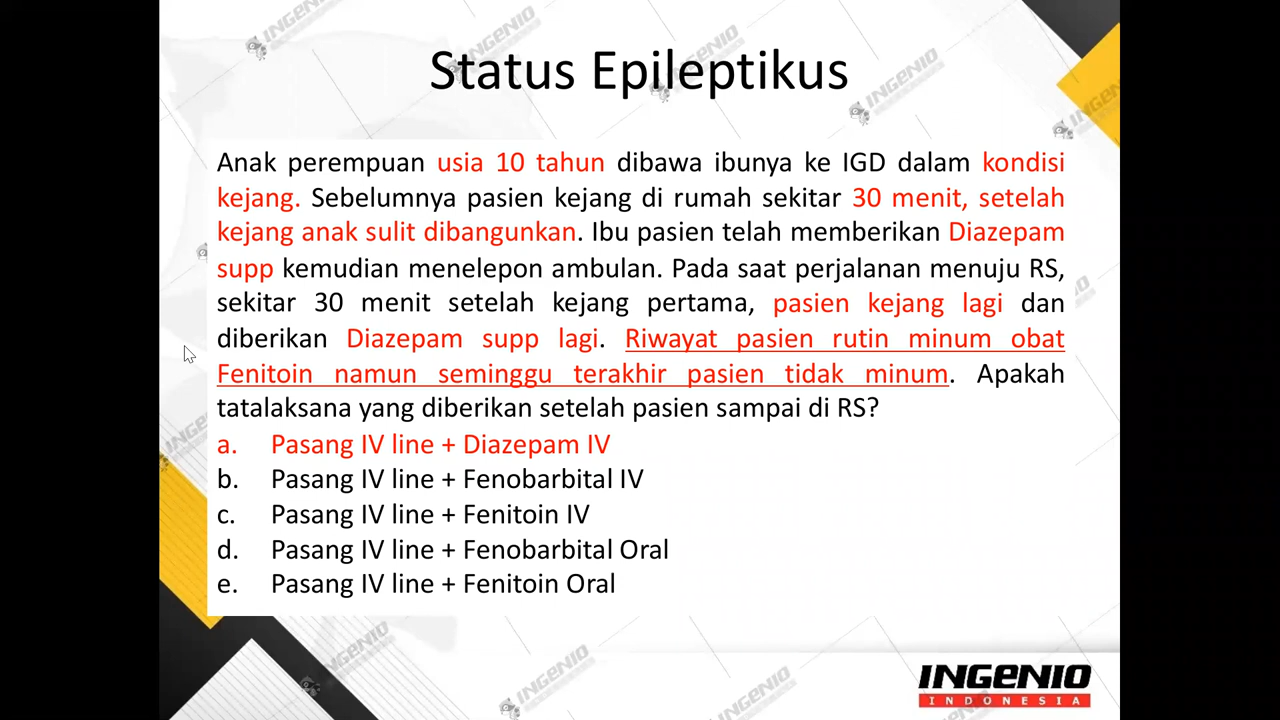 Status Epileptikus
Anak perempuan usia 10 tahun dibawa ibunya ke IGD dalam kondisi
kejang. Sebelumnya pasien kejang di rumah sekitar 30 menit, setelah
kejang anak sulit dibangunkan. Ibu pasien telah memberikan Diazepam
supp kemudian menelepon ambulan. Pada saat perjalanan menuju RS,
sekitar 30 menit setelah kejang pertama, pasien kejang lagi dan
diberikan Diazepam supp lagi. Riwayat pasien rutin minum obat
Fenitoin namun seminggu terakhir pasien tidak minum. Apakah
tatalaksana yang diberikan setelah pasien sampai di RS?
a. Pasang IV line + Diazepam IV
b. Pasang IV line + Fenobarbital IV
c. Pasang IV line + Fenitoin IV
d. Pasang IV line + Fenobarbital Oral
e. Pasang IV line + Fenitoin Oral
INGENIO
INDONESIA